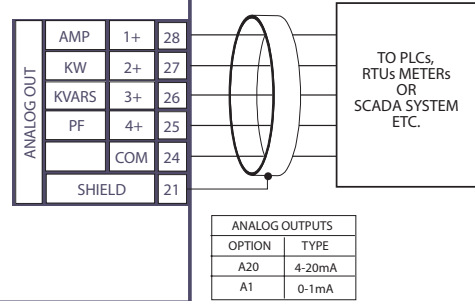 ANALOG OUT
AMP 1+ 28
KW 2+ 27
KVARS 3+ 26
PF 4+ 25
COM 24
SHIELD 21
TO PLCs,
RTUs METERs
OR
SCADA SYSTEM
ETC.
ANALOG OUTPUTS
OPTION TYPE
A20 4-20mA
A1 0-1mA